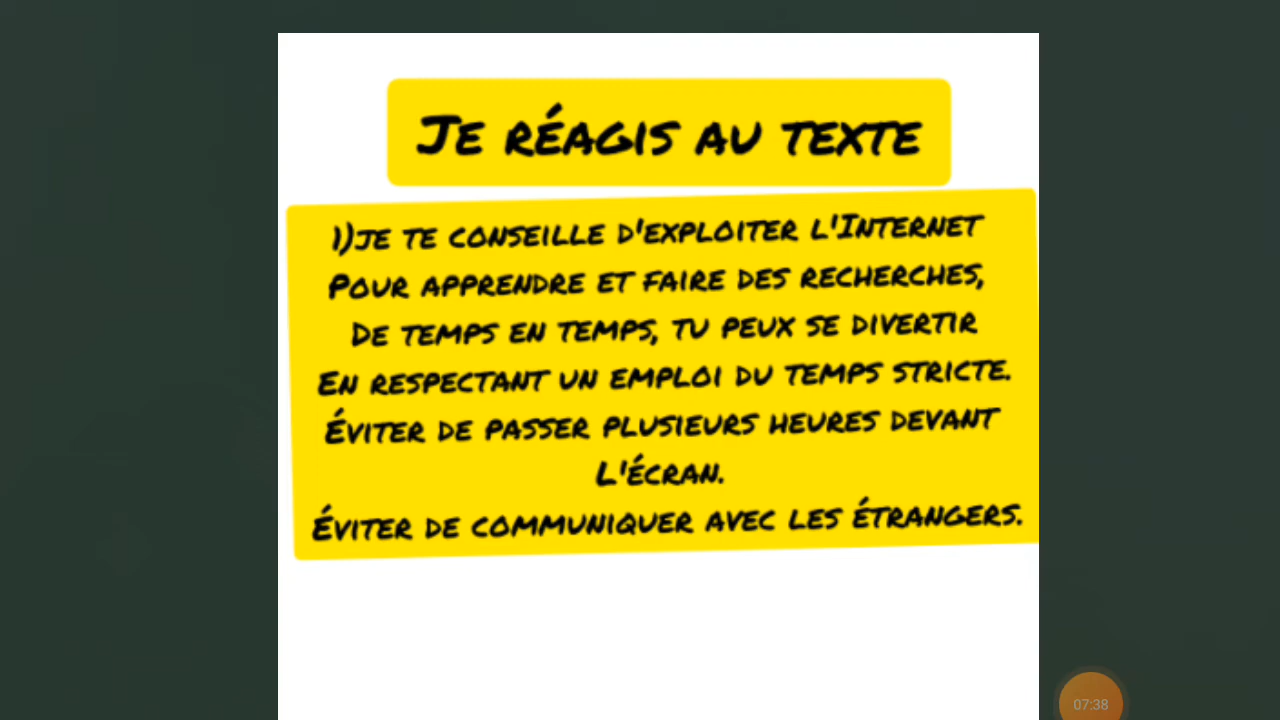 Je réagis au texte
1)je te conseille d'exploiter l'Internet
Pour apprendre et faire des recherches,
De temps en temps, tu peux se divertir
En respectant un emploi du temps stricte.
Éviter de passer plusieurs heures devant
L'écran.
Éviter de communiquer avec les étrangers.
07:38